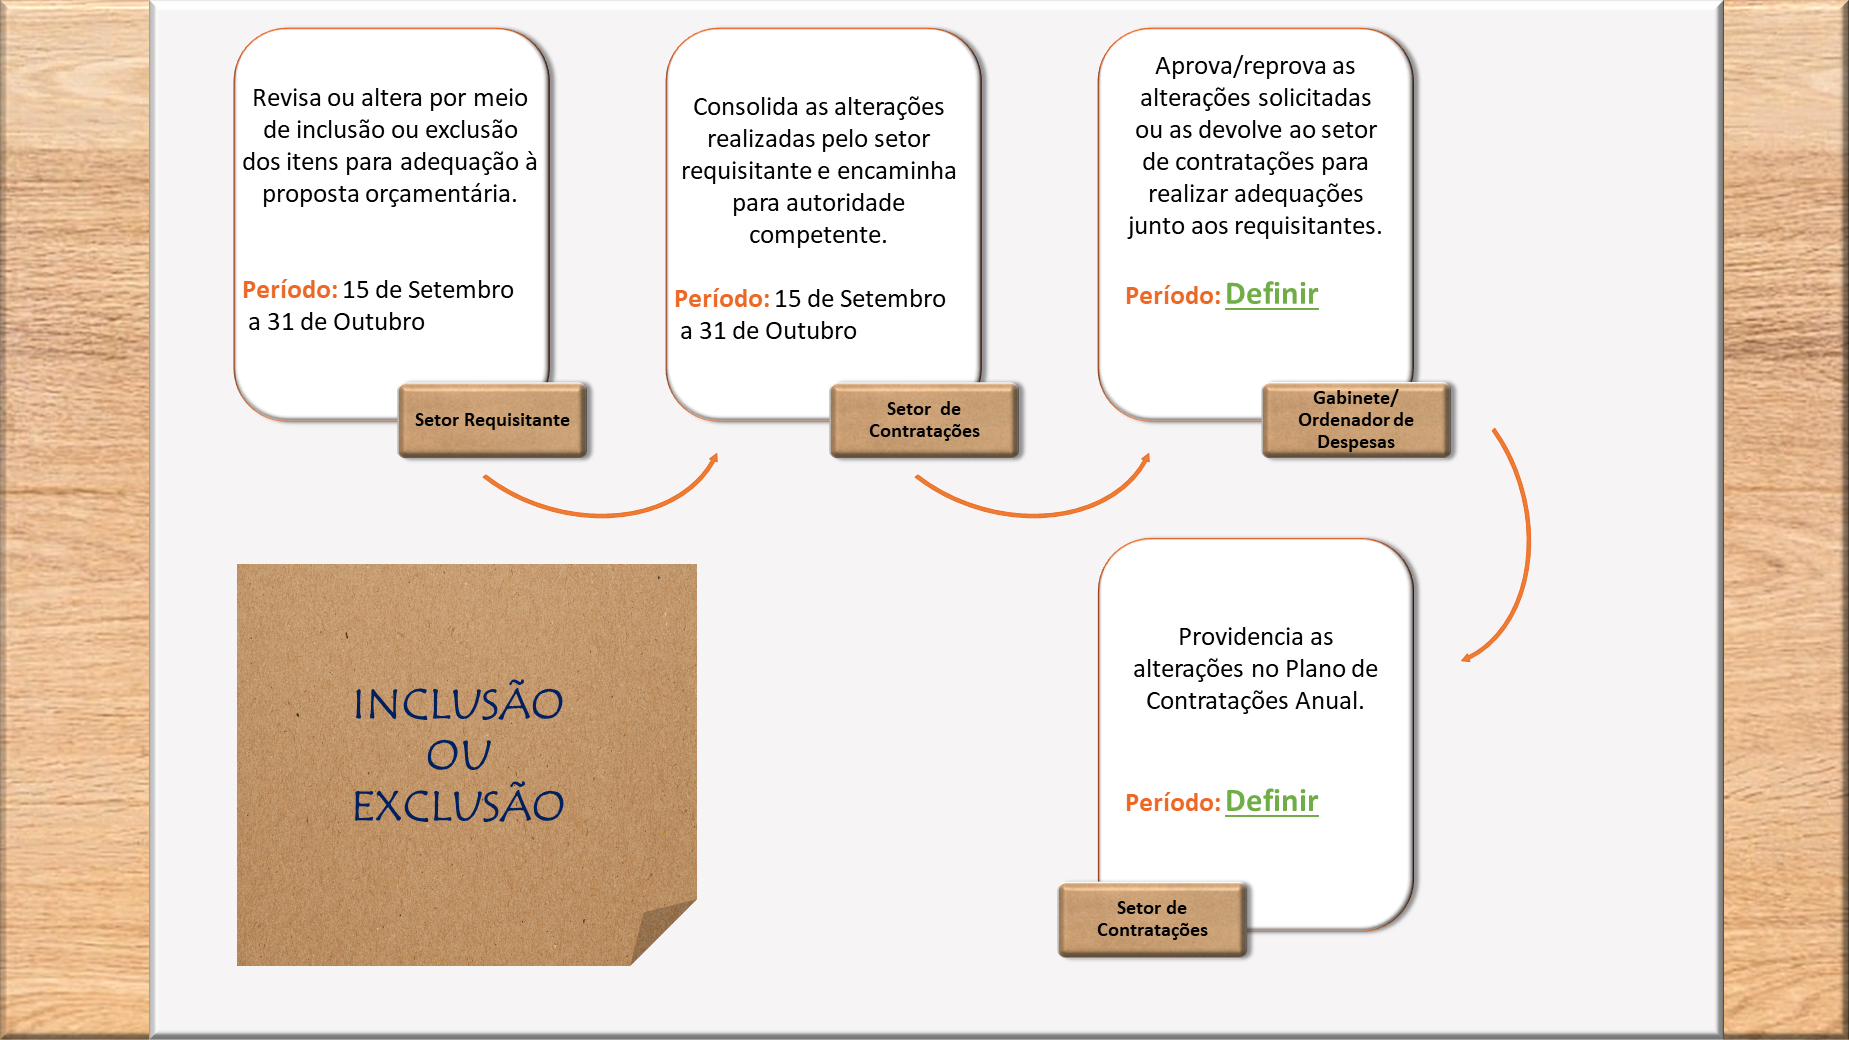 Revisa ou altera por meio
de inclusão ou exclusão
dos itens para adequação à
proposta orçamentária.
Período: 15 de Setembro
a 31 de Outubro
Setor Requisitante
Consolida as alterações
realizadas pelo setor
requisitante e encaminha
para autoridade
competente.
Período: 15 de Setembro
a 31 de Outubro
Setor de
Contratações
Aprova/reprova as
alterações solicitadas
ou as devolve ao setor
de contratações para
realizar adequações
junto aos requisitantes.
Período: Definir
Gabinete/
Ordenador de
Despesas
INCLUSÃO
OU
EXCLUSÃO
Providencia as
alterações no Plano de
Contratações Anual.
Período: Definir
Setor de
Contratações